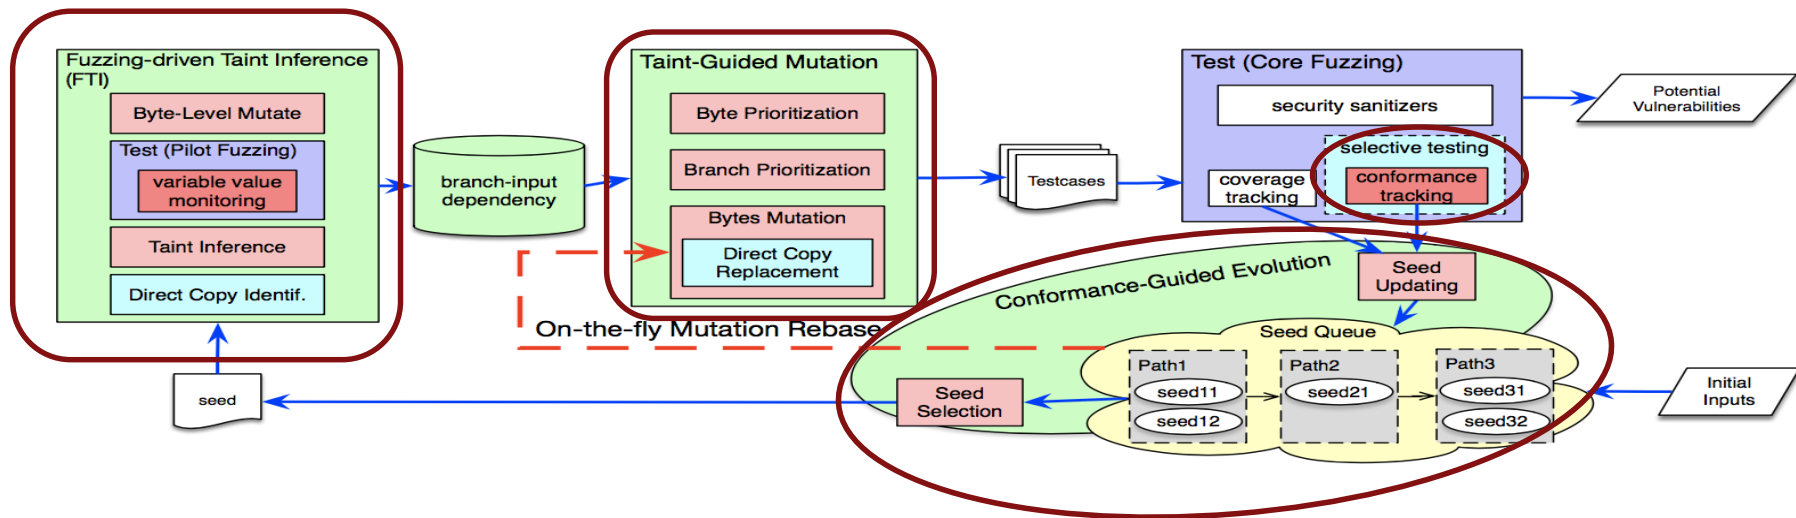 Fuzzing-driven Taint Inference
(FTI)
Byte-Level Mutate
Test (Pilot Fuzzing)
variable value
monitoring
Taint Inference
Direct Copy Identif.
seed
branch-input
dependency
Taint-Guided Mutation
Byte Prioritization
Branch Prioritization
Bytes Mutation
Direct Copy
Replacement
On-the-fly Mutation Rebase
Testcases
Test (Core Fuzzing)
security sanitizers
selective testing
coverage
tracking
conformance
tracking
Potential
Vulnerabilities
Conformance-Guided Evolution
Seed
Updating
Seed Queue
Path1
seed11
seed12
Path2
seed21
Path3
seed31
seed32
Seed
Selection
Initial
Inputs